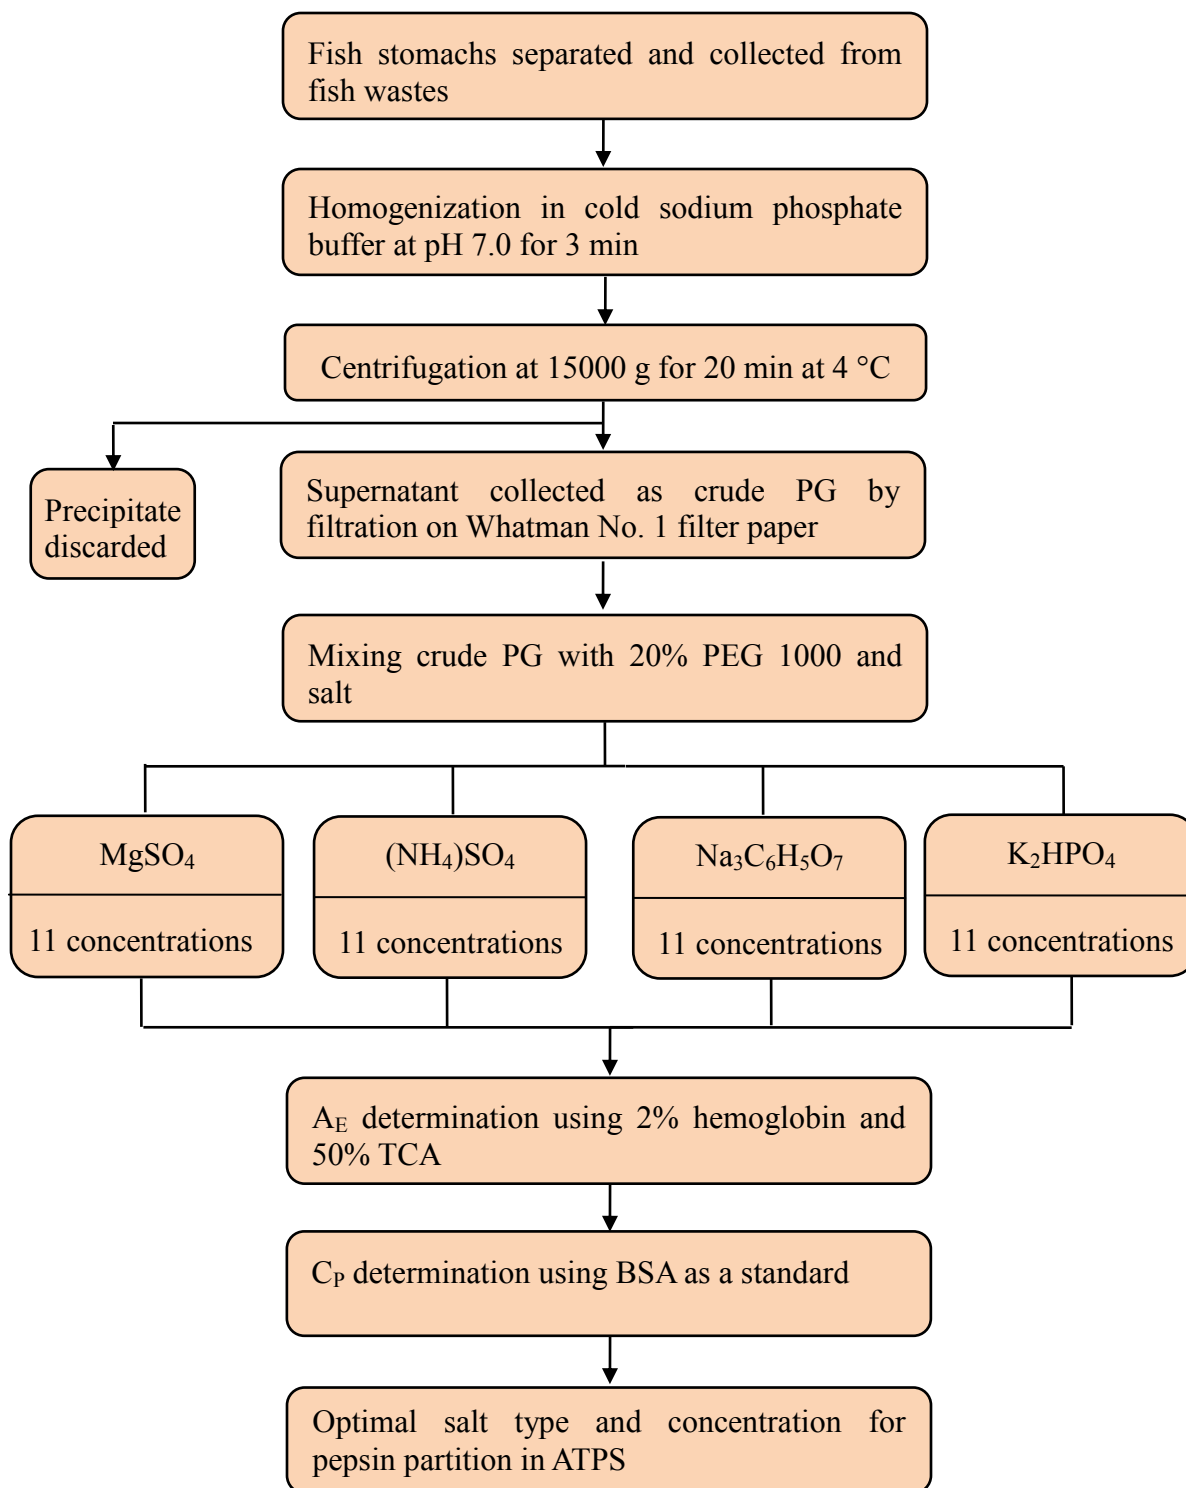 Fish stomachs separated and collected from
fish wastes
Homogenization in cold sodium phosphate
buffer at pH 7.0 for 3 min
Centrifugation at 15000 g for 20 min at 4 °C
Precipitate
discarded
Supernatant collected as crude PG by
filtration on Whatman No. 1 filter paper
Mixing crude PG with 20% PEG 1000 and
salt
MgSO₄
(NH₄)SO₄
Na₃C₆H₅O₇
K₂HPO₄
11 concentrations
11 concentrations
11 concentrations
11 concentrations
A_E determination using 2% hemoglobin and
50% TCA
C_P determination using BSA as a standard
Optimal salt type and concentration for
pepsin partition in ATPS